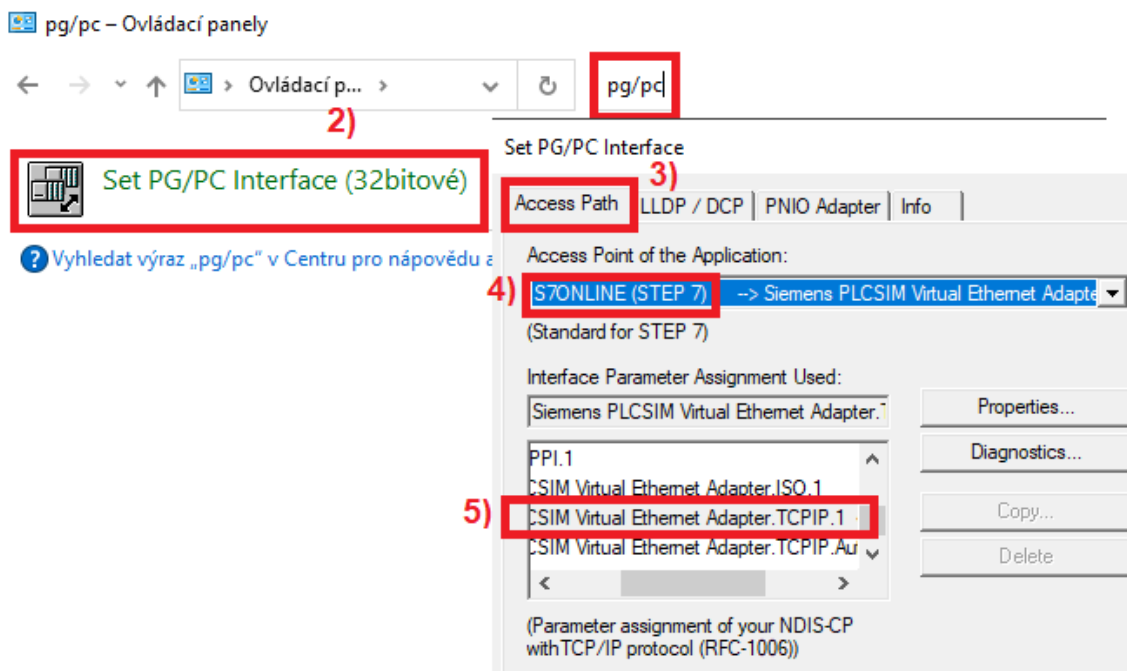 pg/pc – Ovládací panely
Ovládací p...
pg/pc
2)
Set PG/PC Interface (32bitové)
Vyhledat výraz „pg/pc“ v Centru pro nápovědu a
Set PG/PC Interface
3)
Access Path
LLDP / DCP
PNIO Adapter
Info
Access Point of the Application:
4)
S7ONLINE (STEP 7) --> Siemens PLCSIM Virtual Ethernet Adapte
(Standard for STEP 7)
Interface Parameter Assignment Used:
Siemens PLCSIM Virtual Ethernet Adapter.
Properties...
Diagnostics...
PPI.1
CSIM Virtual Ethernet Adapter.ISO.1
5)
CSIM Virtual Ethernet Adapter.TCPIP.1
CSIM Virtual Ethernet Adapter.TCPIP.Au
Copy...
Delete
(Parameter assignment of your NDIS-CP
with TCP/IP protocol (RFC-1006))